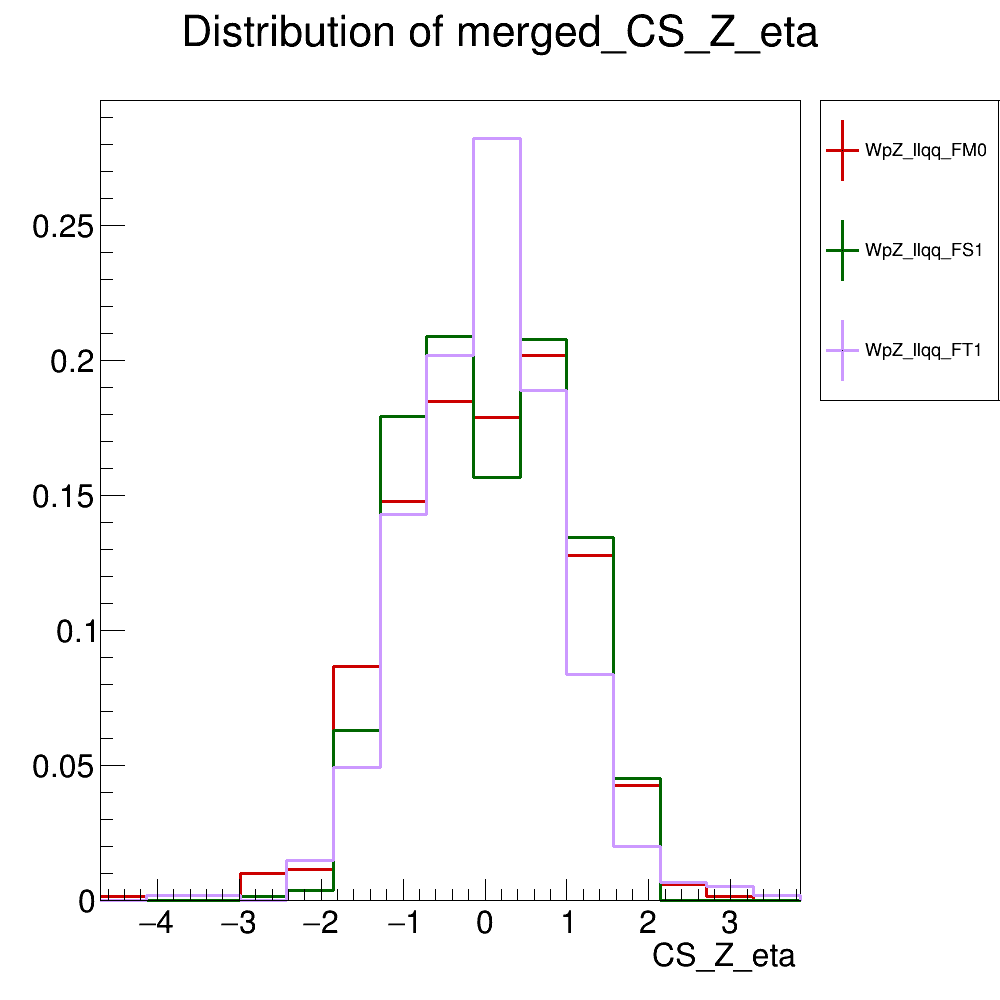 Distribution of merged_CS_Z_eta
WpZ_llqq_FM0
WpZ_llqq_FS1
WpZ_llqq_FT1
0.25
0.2
0.15
0.1
0.05
0
−4 −3 −2 −1 0 1 2 3
CS_Z_eta